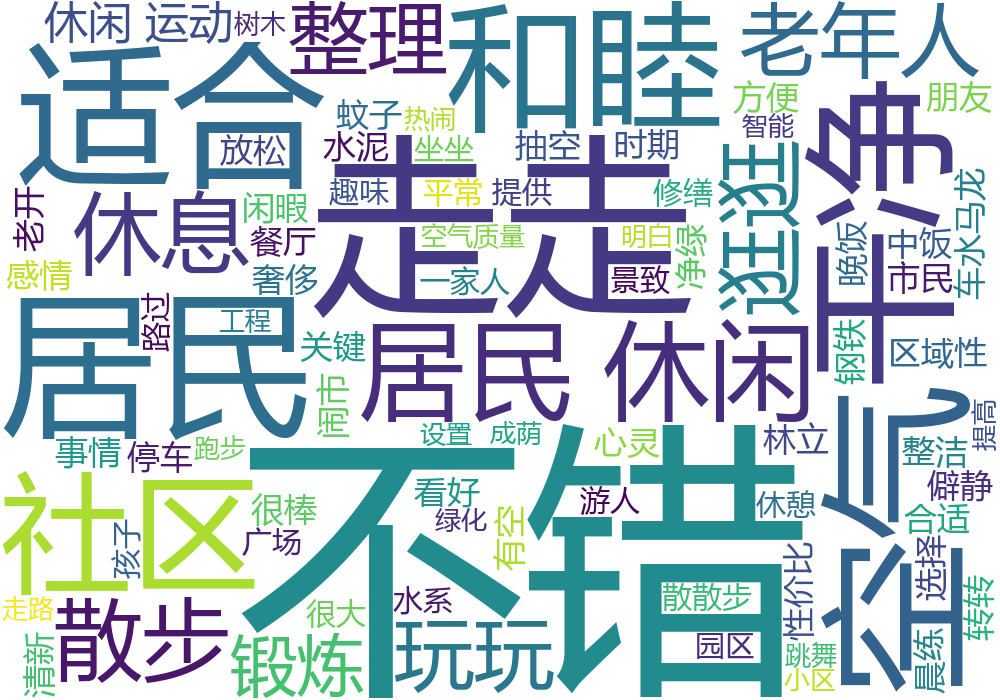 休闲 运动
树木
整理
和睦
老年人
适合
蚊子
热闹
方便
朋友
智能
放松
水泥
坐坐
抽空
时期
干净
走走
逛逛
休息
闲暇
趣味
平常
提供
修缮
车水马龙
老开
餐厅
空气质量
明白
净绿
晚饭
中饭
感情
奢侈
一家人
景致
市民
居民
路过
工程
关键
居民 休闲
钢铁
区域性
闹市
空气
提高
事情
停车
跑步
设置
成荫
心灵
林立
整洁
不错
社区
很棒
看好
游人
休憩
僻静
孩子
广场
绿化
有空
合适
选择
性价比
走路
散步
很大
水系
散散步
转转
清新
锻炼
玩玩
园区
跳舞
晨练
小区